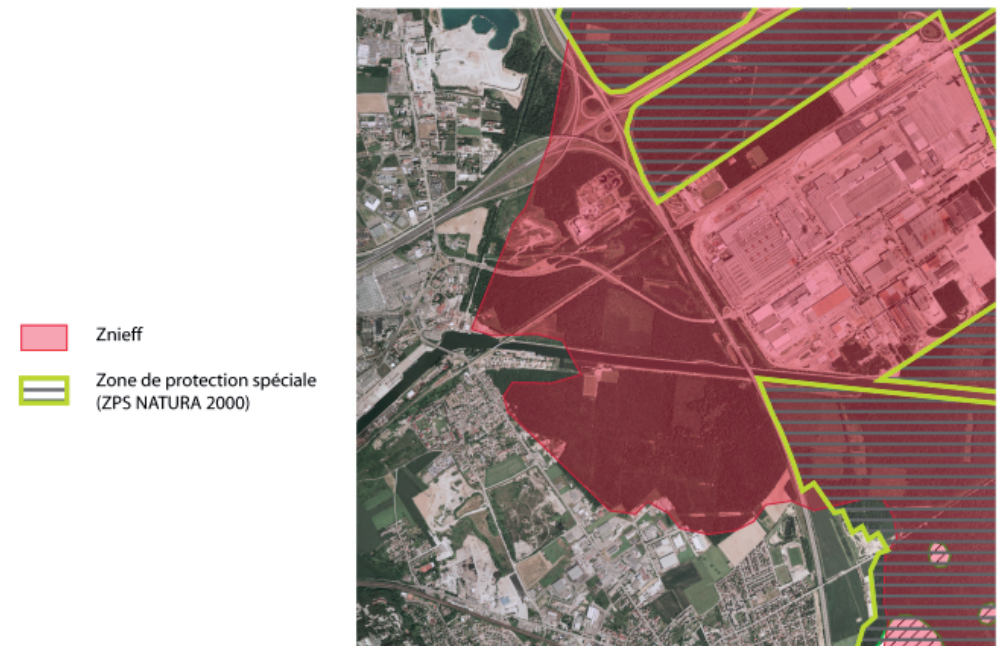 Znieff
Zone de protection spéciale
(ZPS NATURA 2000)